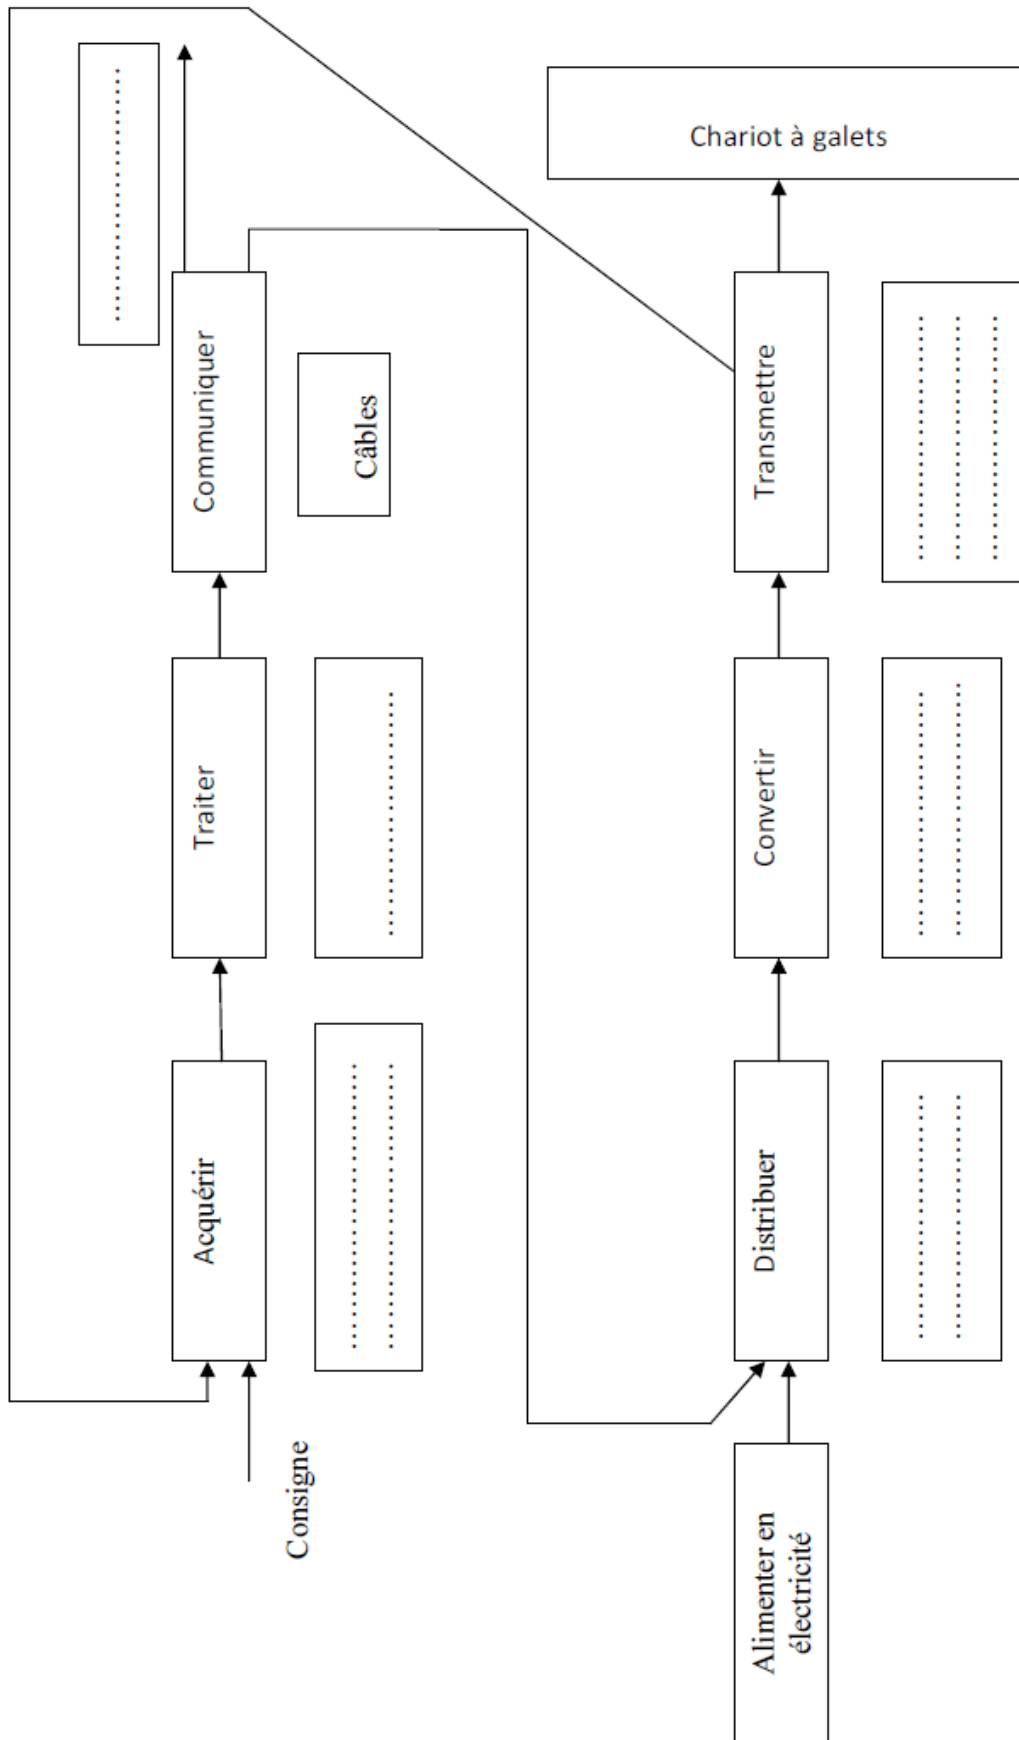 Consigne
Acquérir
................................
................................
Traiter
...........................
Communiquer
Câbles
............................
Alimenter en
électricité
Distribuer
...........................
...........................
Convertir
...........................
............................
Transmettre
...........................
...........................
...........................
Chariot à galets